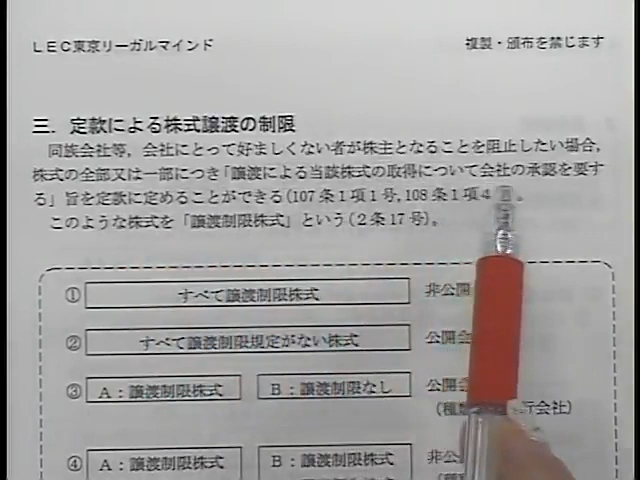 LEC東京リーガルマインド
複製・頒布を禁じます
三．定款による株式譲渡の制限
同族会社等，会社にとって好ましくない者が株主となることを阻止したい場合，
株式の全部又は一部につき「譲渡による当該株式の取得について会社の承認を要す
る」旨を定款に定めることができる(107条1項1号,108条1項4号)。
このような株式を「譲渡制限株式」という(2条17号)。
① すべて譲渡制限株式 非公開
② すべて譲渡制限規定がない株式 公開会
③ A：譲渡制限株式 B：譲渡制限なし 公開会
(種類 行会社)
④ A：譲渡制限株式 B：譲渡制限株式 非公